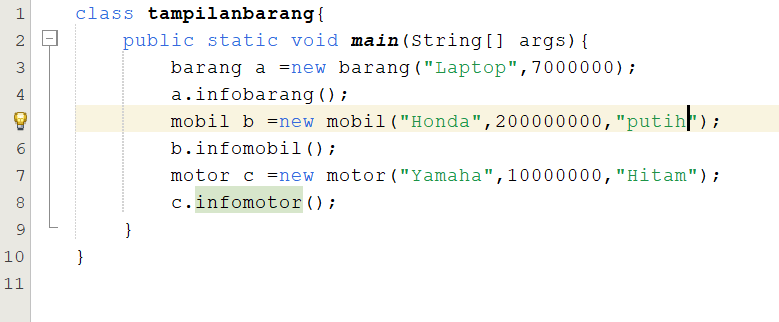 1 class tampilanbarang{
2 public static void main(String[] args){
3 barang a =new barang("Laptop",7000000);
4 a.infobarang();
mobil b =new mobil("Honda",200000000,"putih");
6 b.infomobil();
7 motor c =new motor("Yamaha",10000000,"Hitam");
8 c.infomotor();
9 }
10 }
11